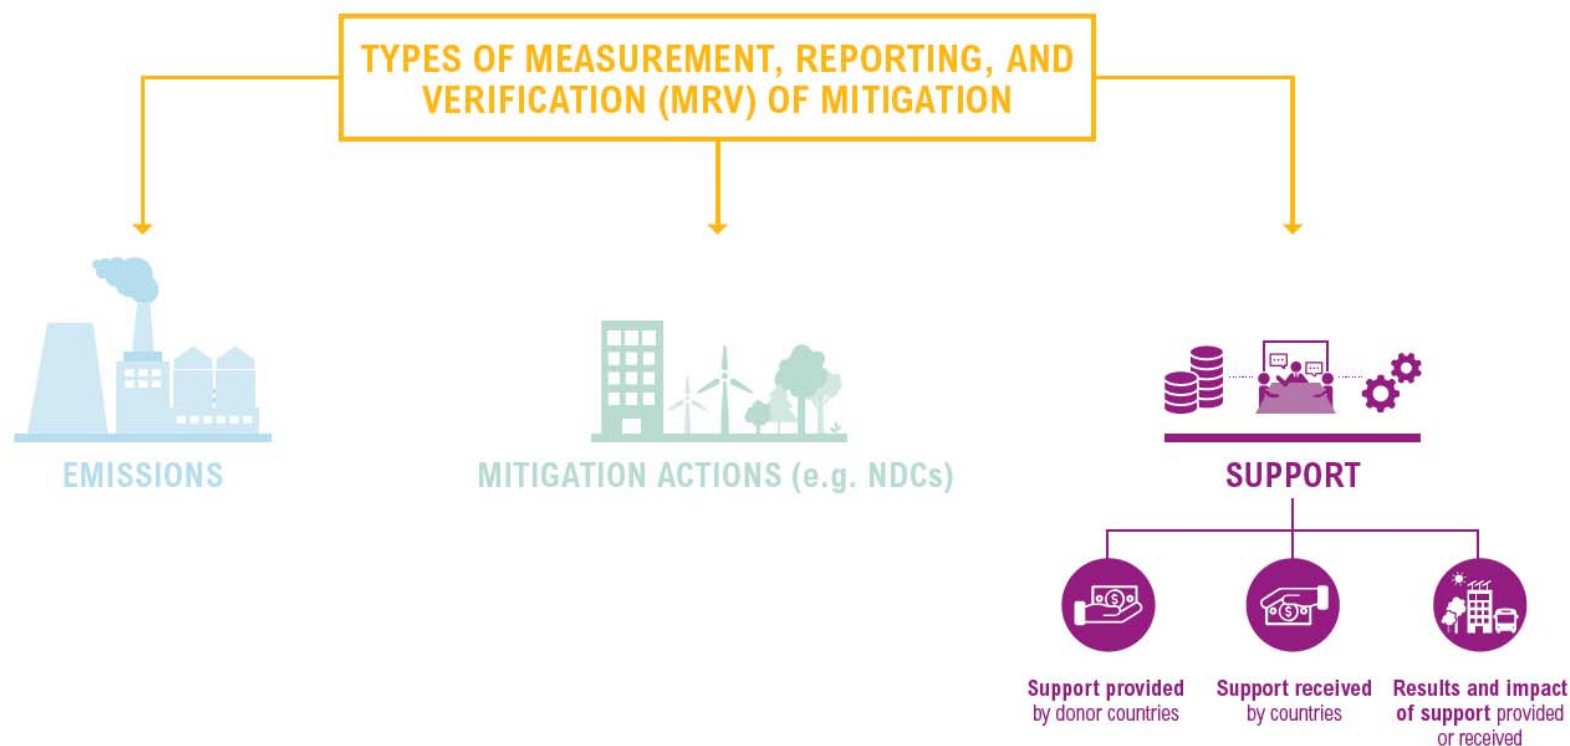 TYPES OF MEASUREMENT, REPORTING, AND
VERIFICATION (MRV) OF MITIGATION
EMISSIONS
MITIGATION ACTIONS (e.g. NDCs)
SUPPORT
Support provided
by donor countries
Support received
by countries
Results and impact
of support provided
or received